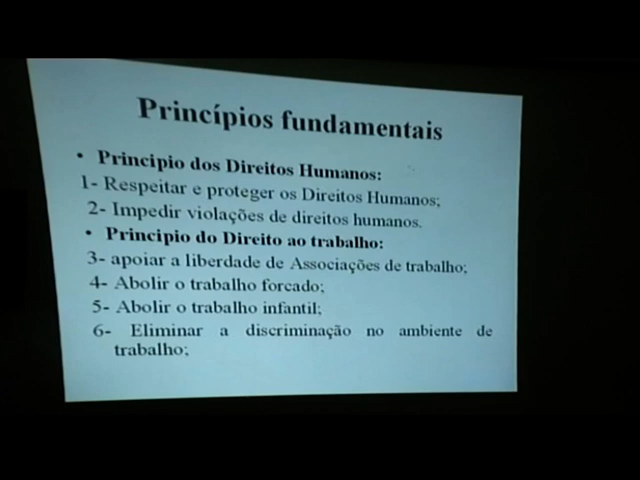 Princípios fundamentais
• Principio dos Direitos Humanos:
1- Respeitar e proteger os Direitos Humanos;
2- Impedir violações de direitos humanos.
• Principio do Direito ao trabalho:
3- apoiar a liberdade de Associações de trabalho;
4- Abolir o trabalho forcado;
5- Abolir o trabalho infantil;
6- Eliminar a discriminação no ambiente de
trabalho;